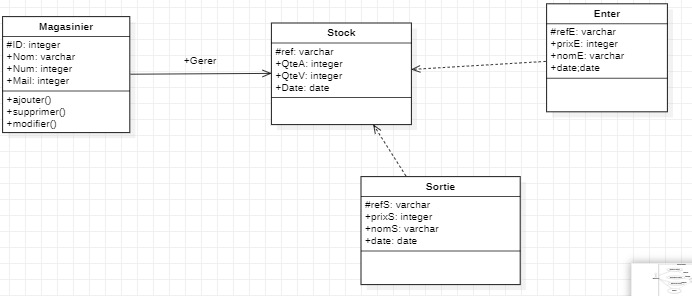 Magasinier
#ID: integer
+Nom: varchar
+Num: integer
+Mail: integer
+ajouter()
+supprimer()
+modifier()
+Gerer
Stock
#ref: varchar
+QteA: integer
+QteV: integer
+Date: date
Enter
#refE: varchar
+prixE: integer
+nomE: varchar
+date;date
Sortie
#refS: varchar
+prixS: integer
+nomS: varchar
+date: date